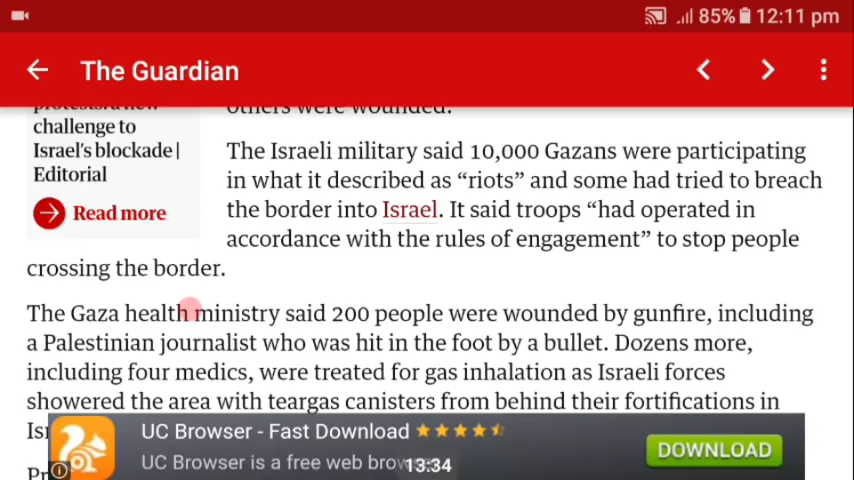 85% 12:11 pm
The Guardian
protests: a new
challenge to
Israel's blockade |
Editorial
Read more
others were wounded.
The Israeli military said 10,000 Gazans were participating
in what it described as “riots” and some had tried to breach
the border into Israel. It said troops “had operated in
accordance with the rules of engagement” to stop people
crossing the border.
The Gaza health ministry said 200 people were wounded by gunfire, including
a Palestinian journalist who was hit in the foot by a bullet. Dozens more,
including four medics, were treated for gas inhalation as Israeli forces
showered the area with teargas canisters from behind their fortifications in
UC Browser - Fast Download
UC Browser is a free web
13:34
DOWNLOAD